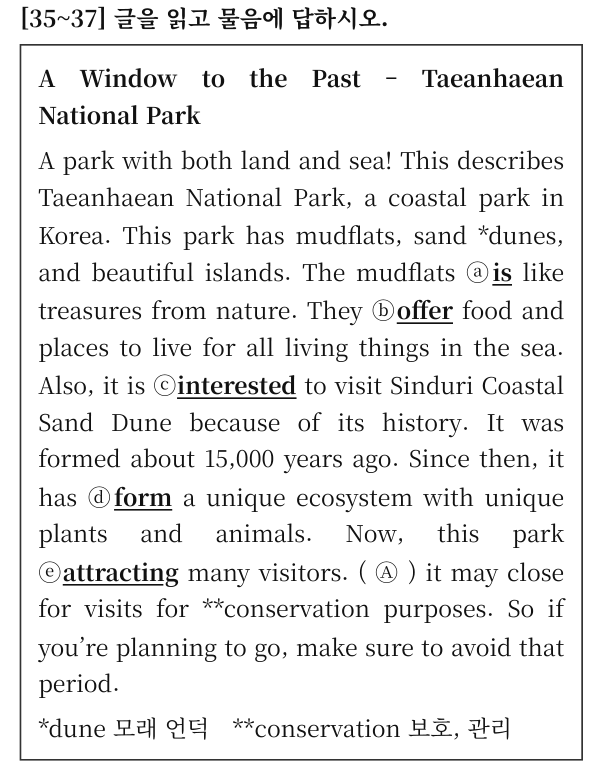 [35~37] 글을 읽고 물음에 답하시오.
A Window to the Past – Taeanhaean
National Park
A park with both land and sea! This describes
Taeanhaean National Park, a coastal park in
Korea. This park has mudflats, sand *dunes,
and beautiful islands. The mudflats ⓐis like
treasures from nature. They ⓑoffer food and
places to live for all living things in the sea.
Also, it is ⓒinterested to visit Sinduri Coastal
Sand Dune because of its history. It was
formed about 15,000 years ago. Since then, it
has ⓓform a unique ecosystem with unique
plants and animals. Now, this park
ⓔattracting many visitors. ( Ⓐ ) it may close
for visits for **conservation purposes. So if
you’re planning to go, make sure to avoid that
period.
*dune 모래 언덕 **conservation 보호, 관리